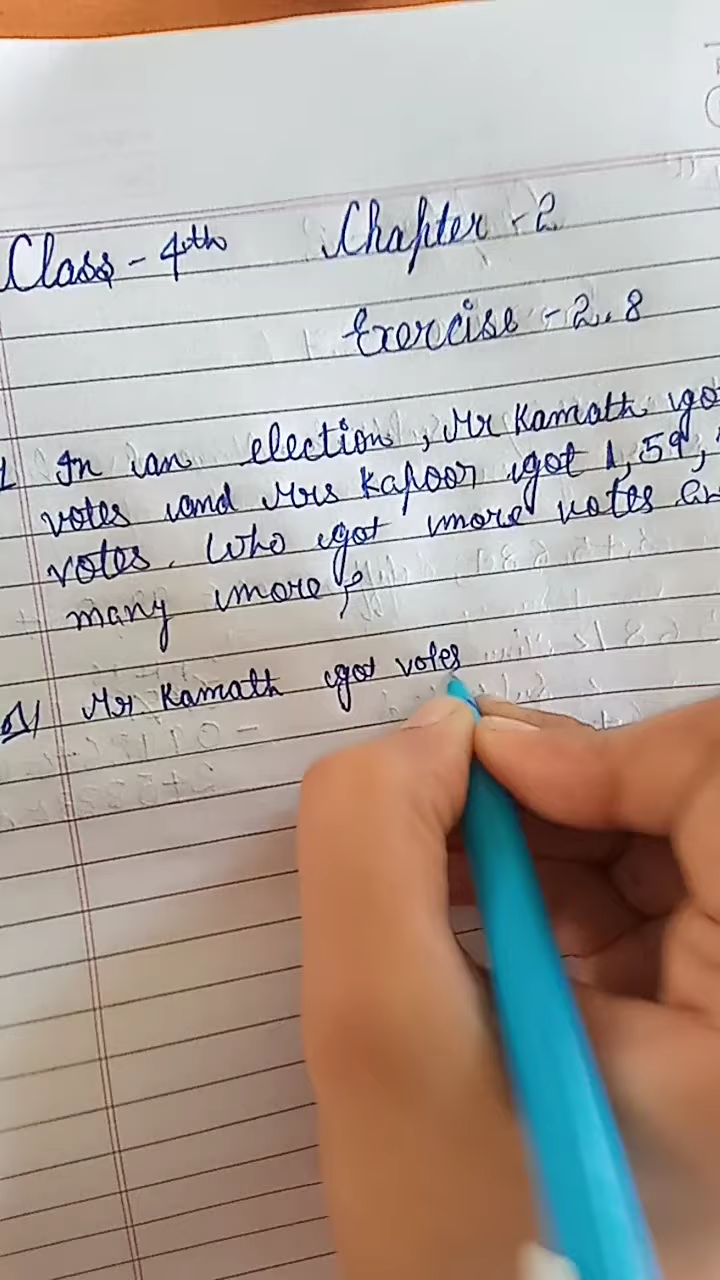 Class - 4th Chapter - 2
Exercise - 2.8
1 In an election, Mr Kamath go
votes and Mrs Kapoor got 1,59,
votes. Who got more votes
many more?
Mr Kamath got votes